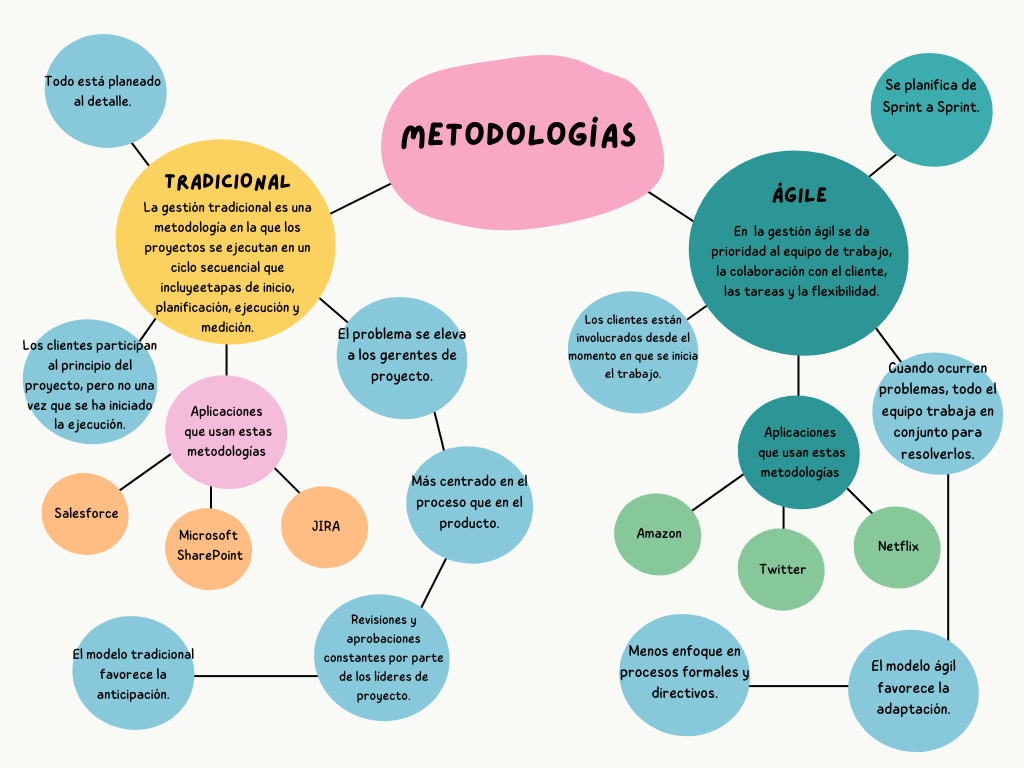 METODOLOGÍAS
TRADICIONAL
La gestión tradicional es una
metodología en la que los
proyectos se ejecutan en un
ciclo secuencial que
incluyeetapas de inicio,
planificación, ejecución y
medición.
Todo está planeado
al detalle.
Los clientes participan
al principio del
proyecto, pero no una
vez que se ha iniciado
la ejecución.
Aplicaciones
que usan estas
metodologías
Salesforce
Microsoft
SharePoint
JIRA
El problema se eleva
a los gerentes de
proyecto.
Más centrado en el
proceso que en el
producto.
Revisiones y
aprobaciones
constantes por parte
de los líderes de
proyecto.
El modelo tradicional
favorece la
anticipación.
ÁGILE
En la gestión ágil se da
prioridad al equipo de trabajo,
la colaboración con el cliente,
las tareas y la flexibilidad.
Se planifica de
Sprint a Sprint.
Los clientes están
involucrados desde el
momento en que se inicia
el trabajo.
Aplicaciones
que usan estas
metodologías
Amazon
Twitter
Netflix
Cuando ocurren
problemas, todo el
equipo trabaja en
conjunto para
resolverlos.
El modelo ágil
favorece la
adaptación.
Menos enfoque en
procesos formales y
directivos.